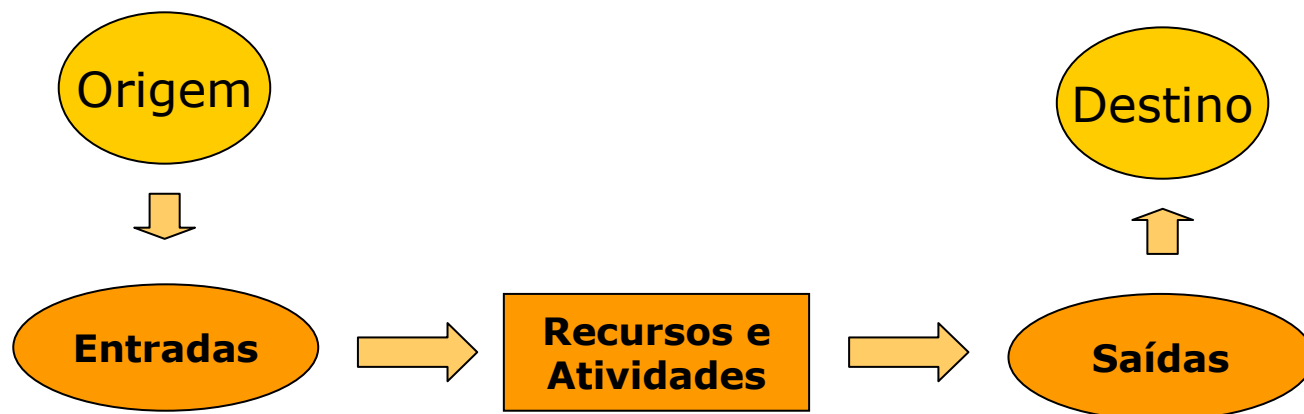 Origem
Destino
Entradas
Recursos e
Atividades
Saídas